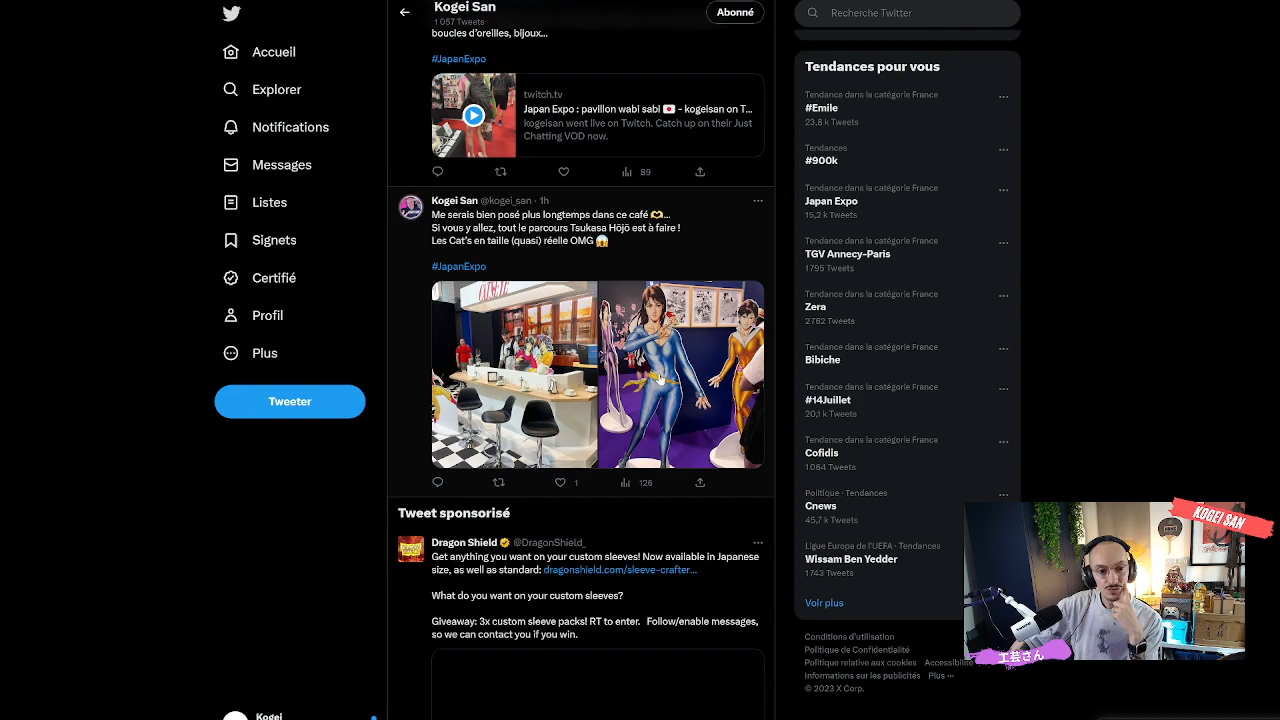 Accueil
Explorer
Notifications
Messages
Listes
Signets
Certifié
Profil
Plus
Tweeter
Kogei
Kogei San
1 057 Tweets
Abonné
boucles d'oreilles, bijoux...
#JapanExpo
twitch.tv
Japan Expo : pavillon wabi sabi 🇯🇵 - kogeisan on T...
kogeisan went live on Twitch. Catch up on their Just
Chatting VOD now.
89
Kogei San @kogei_san · 1h
Me serais bien posé plus longtemps dans ce café 🫶...
Si vous y allez, tout le parcours Tsukasa Hōjō est à faire !
Les Cat's en taille (quasi) réelle OMG 😱
#JapanExpo
1
126
Tweet sponsorisé
Dragon Shield @DragonShield_
Get anything you want on your custom sleeves! Now available in Japanese
size, as well as standard: dragonshield.com/sleeve-crafter...
What do you want on your custom sleeves?
Giveaway: 3x custom sleeve packs! RT to enter. Follow/enable messages,
so we can contact you if you win.
Recherche Twitter
Tendances pour vous
Tendance dans la catégorie France
#Emile
23,8 k Tweets
Tendances
#900k
Tendance dans la catégorie France
Japan Expo
15,2 k Tweets
Tendance dans la catégorie France
TGV Annecy-Paris
1 795 Tweets
Tendance dans la catégorie France
Zera
2 762 Tweets
Tendance dans la catégorie France
Bibiche
Tendance dans la catégorie France
#14Juillet
20,1 k Tweets
Tendance dans la catégorie France
Cofidis
1 064 Tweets
Politique · Tendances
Cnews
45,7 k Tweets
Ligue Europa de l'UEFA · Tendances
Wissam Ben Yedder
1 743 Tweets
Voir plus
Conditions d'utilisation
Politique de Confidentialité
Politique relative aux cookies Accessibilité
Informations sur les publicités Plus ...
© 2023 X Corp.
KOGEI SAN
工芸さん